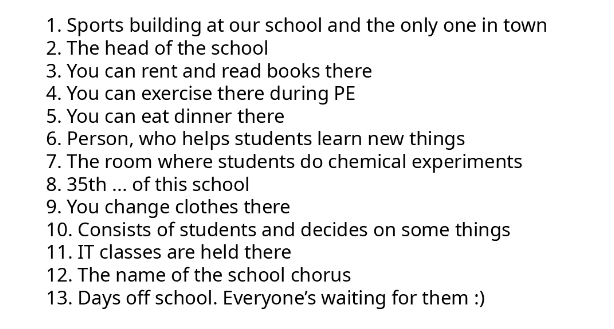 1. Sports building at our school and the only one in town
2. The head of the school
3. You can rent and read books there
4. You can exercise there during PE
5. You can eat dinner there
6. Person, who helps students learn new things
7. The room where students do chemical experiments
8. 35th ... of this school
9. You change clothes there
10. Consists of students and decides on some things
11. IT classes are held there
12. The name of the school chorus
13. Days off school. Everyone’s waiting for them :)